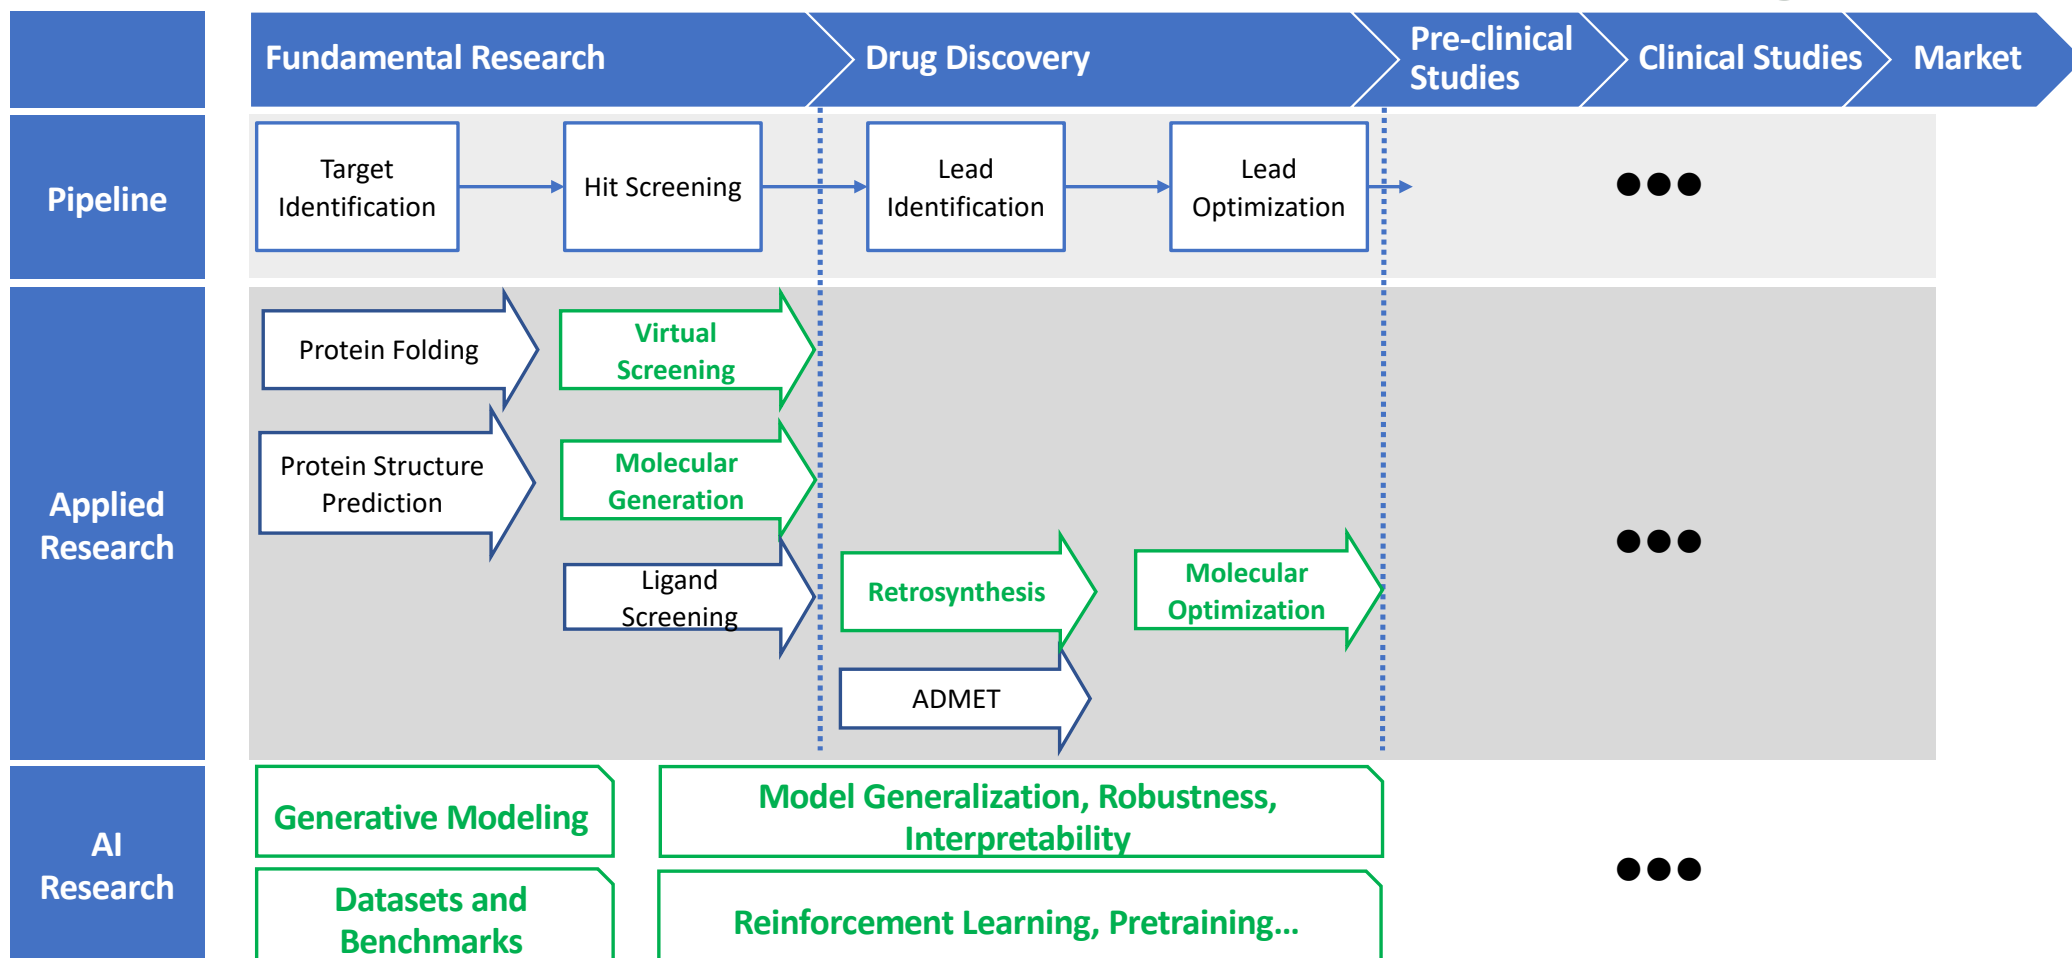 Fundamental Research
Drug Discovery
Pre-clinical
Studies
Clinical Studies
Market
Pipeline
Target
Identification
Hit Screening
Lead
Identification
Lead
Optimization
●●●
Applied
Research
Protein Folding
Virtual
Screening
Protein Structure
Prediction
Molecular
Generation
Ligand
Screening
Retrosynthesis
Molecular
Optimization
ADMET
●●●
AI
Research
Generative Modeling
Model Generalization, Robustness,
Interpretability
Datasets and
Benchmarks
Reinforcement Learning, Pretraining...
●●●